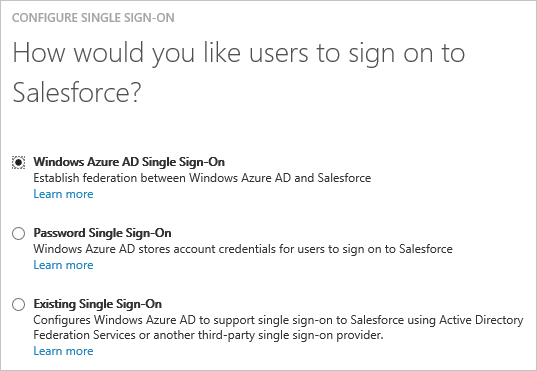 CONFIGURE SINGLE SIGN-ON
How would you like users to sign on to
Salesforce?
Windows Azure AD Single Sign-On
Establish federation between Windows Azure AD and Salesforce
Learn more
Password Single Sign-On
Windows Azure AD stores account credentials for users to sign on to Salesforce
Learn more
Existing Single Sign-On
Configures Windows Azure AD to support single sign-on to Salesforce using Active Directory
Federation Services or another third-party single sign-on provider.
Learn more